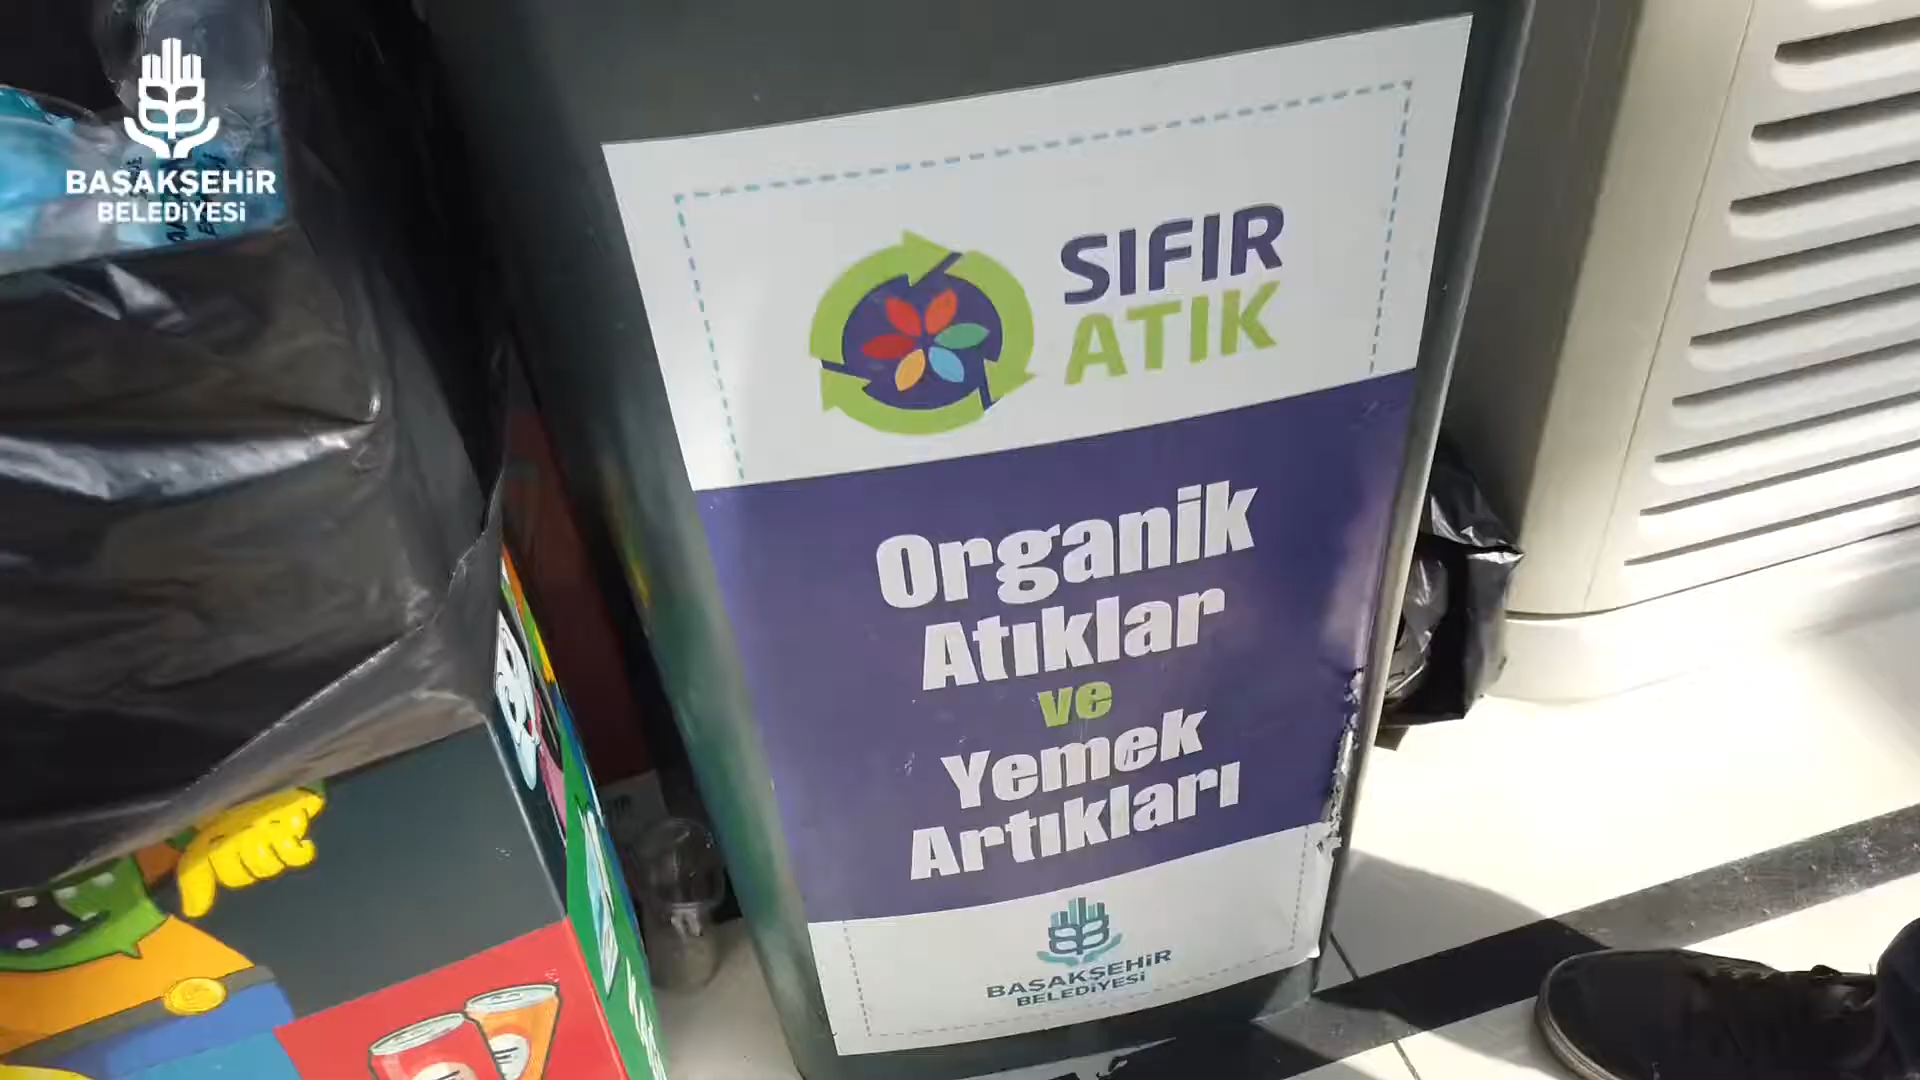 BAŞAKŞEHİR
BELEDİYESİ
SIFIR
ATIK
Organik
Atıklar
ve
Yemek
Artıkları
BAŞAKŞEHİR
BELEDİYESİ